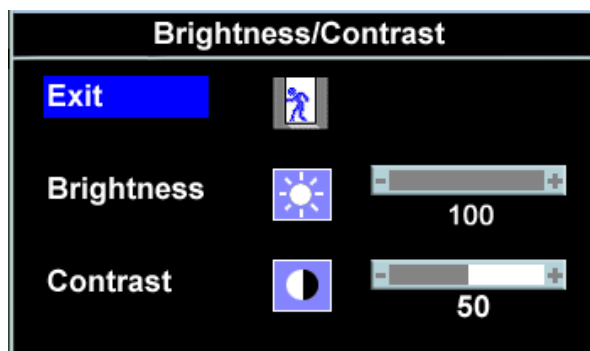 Brightness/Contrast
Exit
Brightness
- +
100
Contrast
- +
50